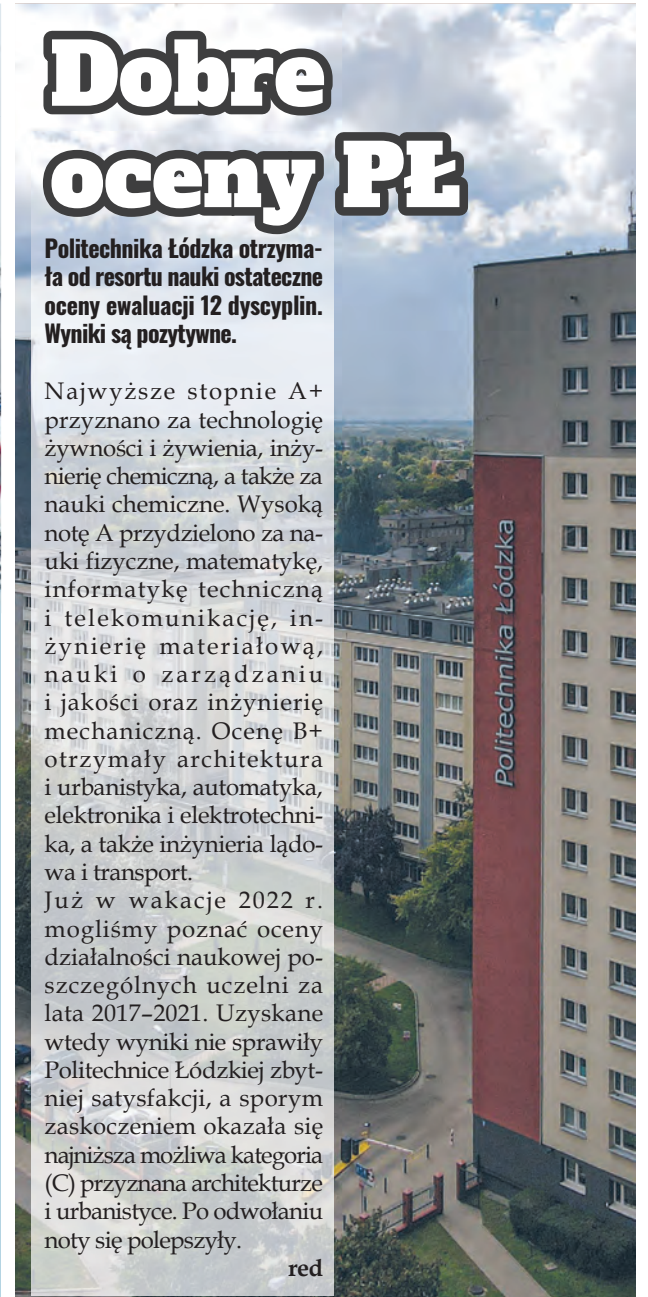 Dobre
oceny PŁ
Politechnika Łódzka otrzyma-
ła od resortu nauki ostateczne
oceny ewaluacji 12 dyscyplin.
Wyniki są pozytywne.
Najwyższe stopnie A+
przyznano za technologię
żywności i żywienia, inży-
nierię chemiczną, a także za
nauki chemiczne. Wysoką
notę A przydzielono za na-
uki fizyczne, matematykę,
informatykę techniczną
i telekomunikację, in-
żynierię materiałową,
nauki o zarządzaniu
i jakości oraz inżynierię
mechaniczną. Ocenę B+
otrzymały architektura
i urbanistyka, automatyka,
elektronika i elektrotechni-
ka, a także inżynieria lądo-
wa i transport.
Już w wakacje 2022 r.
mogliśmy poznać oceny
działalności naukowej po-
szczególnych uczelni za
lata 2017–2021. Uzyskane
wtedy wyniki nie sprawiły
Politechnice Łódzkiej zbyt-
niej satysfakcji, a sporym
zaskoczeniem okazała się
najniższa możliwa kategoria
(C) przyznana architekturze
i urbanistyce. Po odwołaniu
noty się polepszyły.
red
Politechnika Łódzka